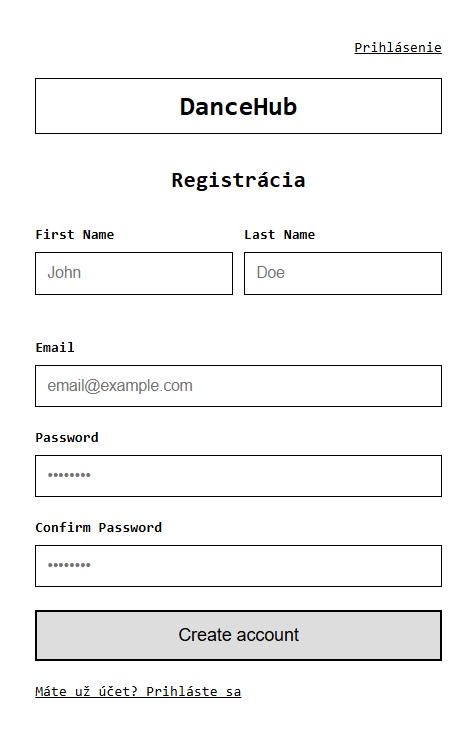 Prihlásenie
DanceHub
Registrácia
First Name Last Name
John Doe
Email
email@example.com
Password
••••••••
Confirm Password
••••••••
Create account
Máte už účet? Prihláste sa